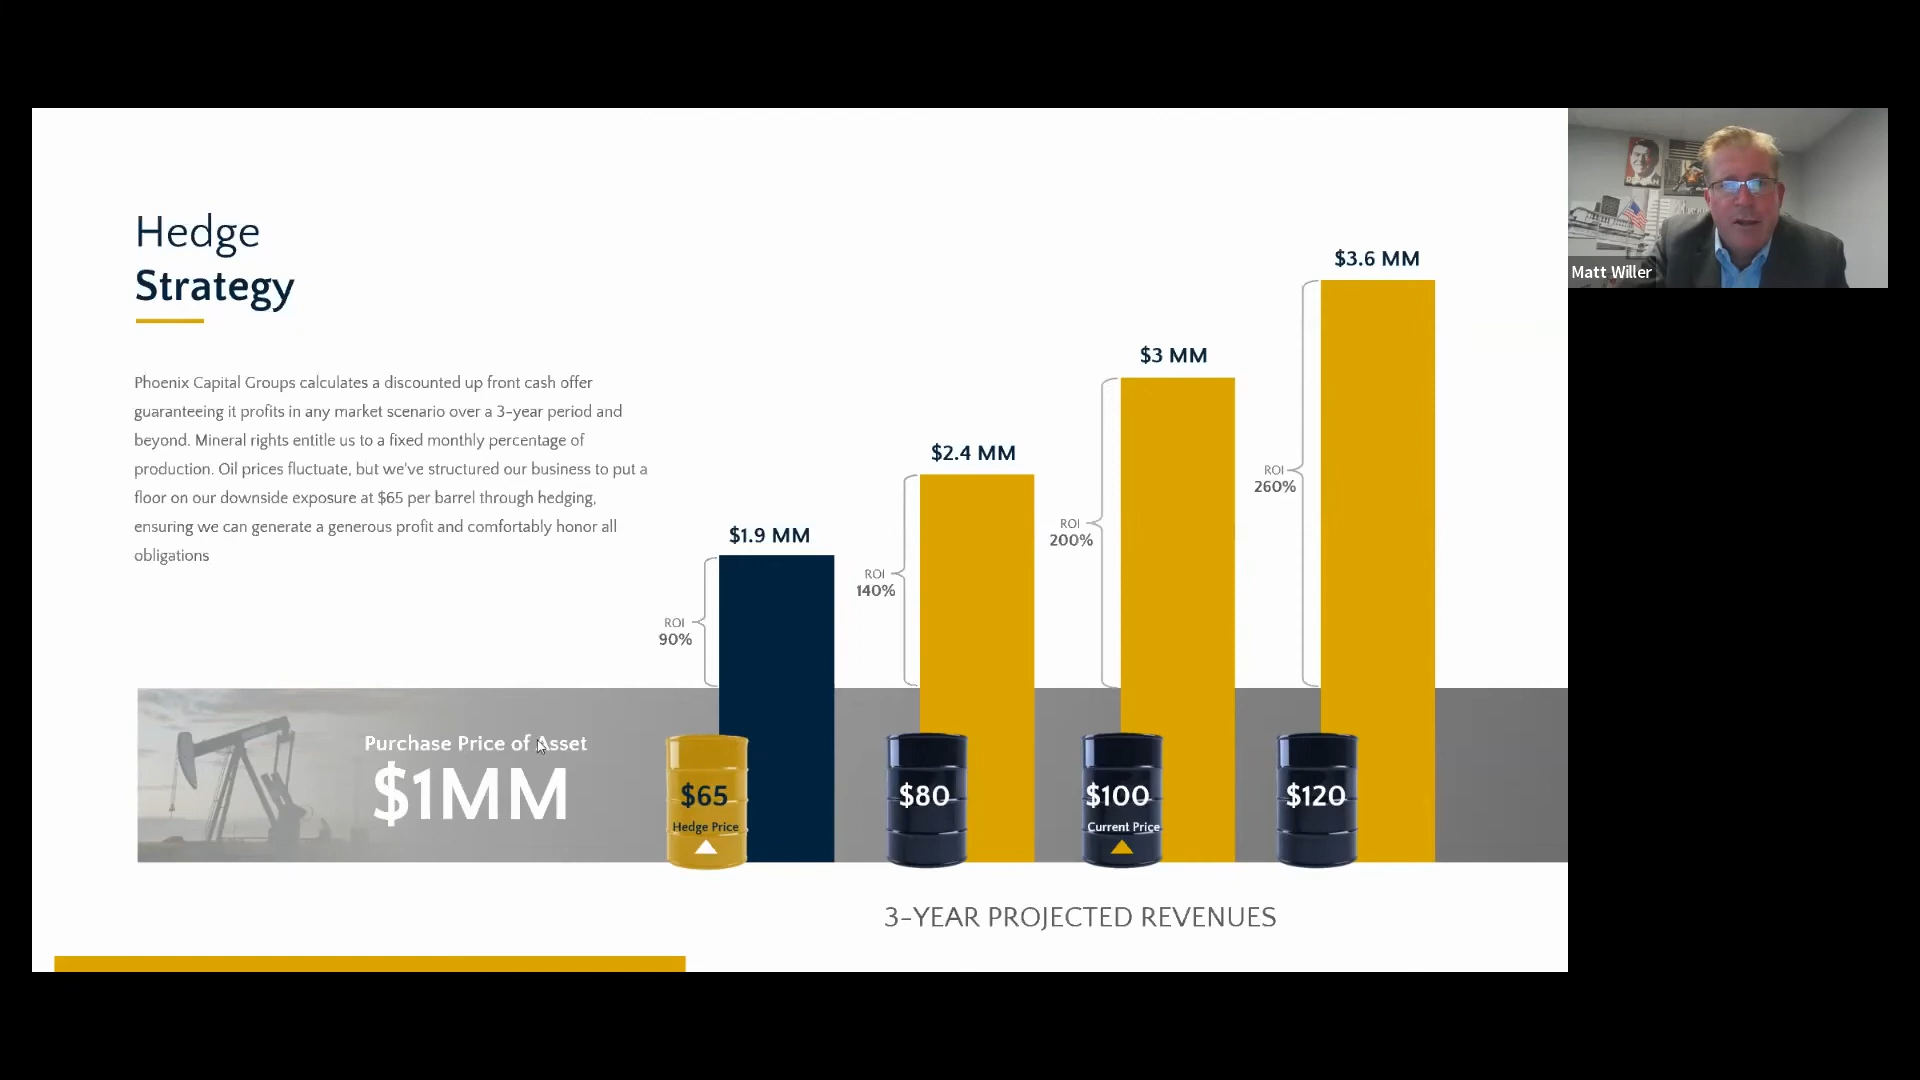 Hedge
Strategy
Phoenix Capital Groups calculates a discounted up front cash offer
guaranteeing it profits in any market scenario over a 3-year period and
beyond. Mineral rights entitle us to a fixed monthly percentage of
production. Oil prices fluctuate, but we've structured our business to put a
floor on our downside exposure at $65 per barrel through hedging,
ensuring we can generate a generous profit and comfortably honor all
obligations
Purchase Price of Asset
$1MM
$1.9 MM
ROI
90%
$65
Hedge Price
$2.4 MM
ROI
140%
$80
$3 MM
ROI
200%
$100
Current Price
$3.6 MM
ROI
260%
$120
3-YEAR PROJECTED REVENUES
Matt Willer